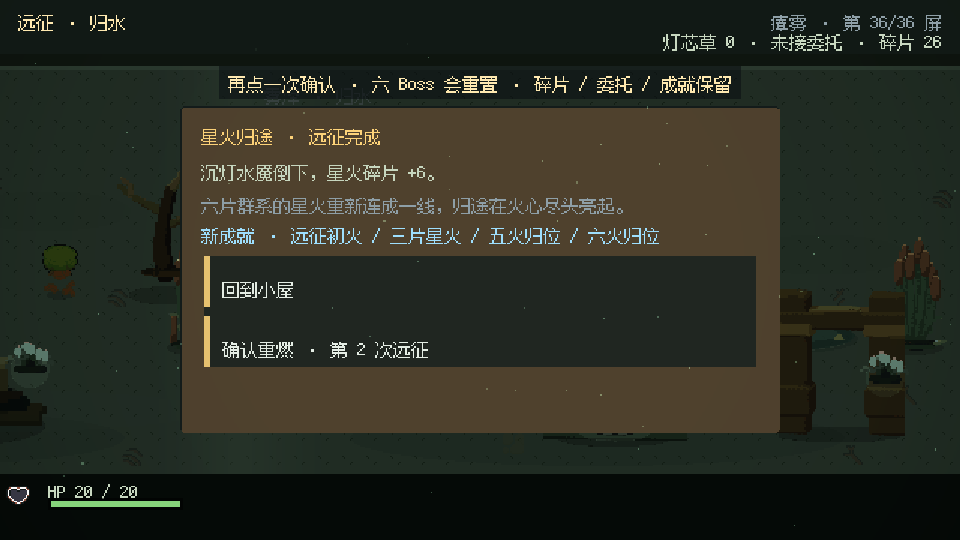 远征 · 归水
瘴雾 · 第 36/36 屏
灯芯草 0 · 未接委托 · 碎片 26
再点一次确认 · 六 Boss 会重置 · 碎片 / 委托 / 成就保留
星火归途 · 远征完成
沉灯水魇倒下，星火碎片 +6。
六片群系的星火重新连成一线，归途在火心尽头亮起。
新成就 · 远征初火 / 三片星火 / 五火归位 / 六火归位
回到小屋
确认重燃 · 第 2 次远征
HP 20 / 20